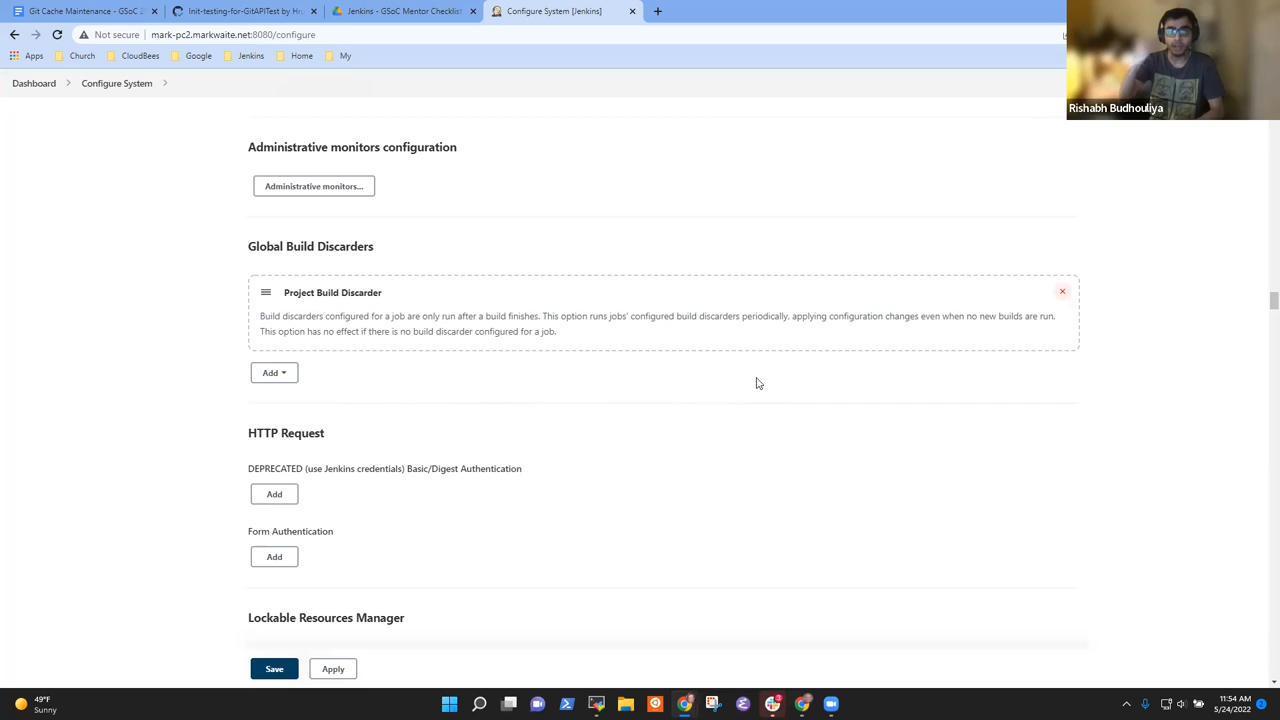 Git Cache Maintenance - GSoC 2
Unit-testing-for-GitAPITest
Jenkins - GSoC Mentor Checklist
Configure System [Jenkins]
Not secure | mark-pc2.markwaite.net:8080/configure
Apps
Church
CloudBees
Google
Jenkins
Home
My
Rishabh Budhouliya
Dashboard
Configure System
Administrative monitors configuration
Administrative monitors...
Global Build Discarders
Project Build Discarder
Build discarders configured for a job are only run after a build finishes. This option runs jobs' configured build discarders periodically, applying configuration changes even when no new builds are run.
This option has no effect if there is no build discarder configured for a job.
Add
HTTP Request
DEPRECATED (use Jenkins credentials) Basic/Digest Authentication
Add
Form Authentication
Add
Lockable Resources Manager
Save
Apply
49°F
Sunny
11:54 AM
5/24/2022